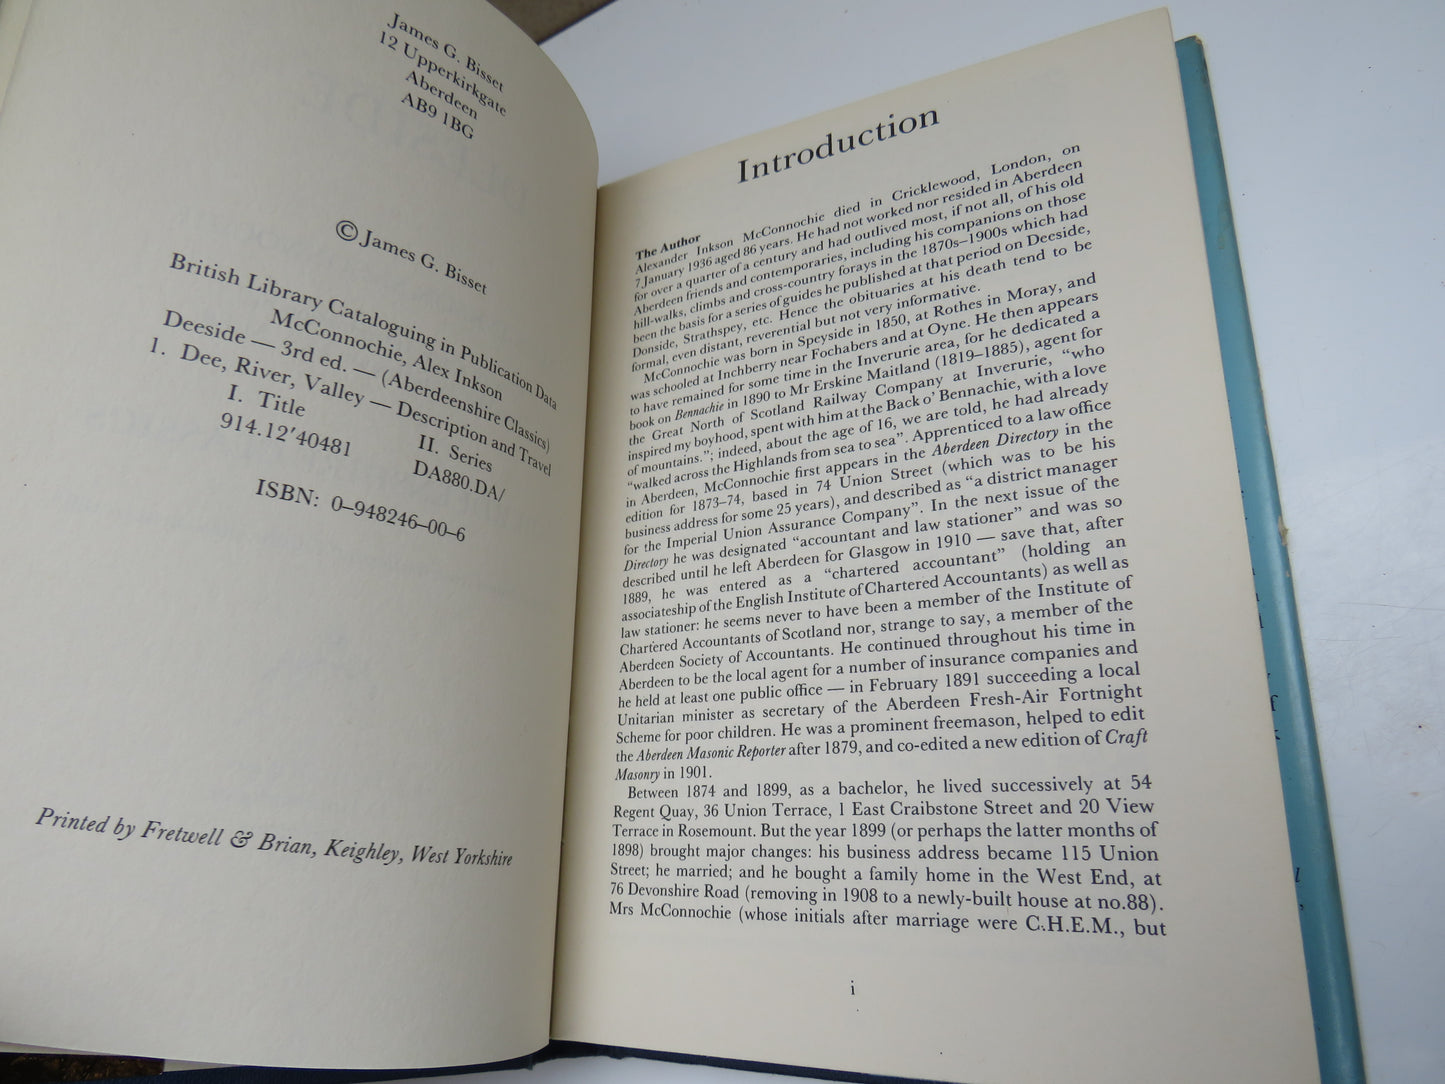 James G. Bisset
12 Upperkirkgate
Aberdeen
AB9 1BG
© James G. Bisset
British Library Cataloguing in Publication Data
McConnochie, Alex Inkson
Deeside — 3rd ed. — (Aberdeenshire Classics)
1. Dee, River, Valley — Description and Travel
I. Title II. Series
914.12′40481 DA880.DA/
ISBN: 0–948246–00–6
Printed by Fretwell & Brian, Keighley, West Yorkshire
Introduction
The Author
Alexander Inkson McConnochie died in Cricklewood, London, on
7 January 1936 aged 86 years. He had not worked nor resided in Aberdeen
for over a quarter of a century and had outlived most, if not all, of his old
Aberdeen friends and contemporaries, including his companions on those
hill-walks, climbs and cross-country forays in the 1870s–1900s which had
been the basis for a series of guides he published at that period on Deeside,
Donside, Strathspey, etc. Hence the obituaries at his death tend to be
formal, even distant, reverential but not very informative.
McConnochie was born in Speyside in 1850, at Rothes in Moray, and
was schooled at Inchberry near Fochabers and at Oyne. He then appears
to have remained for some time in the Inverurie area, for he dedicated a
book on Bennachie in 1890 to Mr Erskine Maitland (1819–1885), agent for
the Great North of Scotland Railway Company at Inverurie, "who
inspired my boyhood, spent with him at the Back o' Bennachie, with a love
of mountains."; indeed, about the age of 16, we are told, he had already
"walked across the Highlands from sea to sea". Apprenticed to a law office
in Aberdeen, McConnochie first appears in the Aberdeen Directory in the
edition for 1873–74, based in 74 Union Street (which was to be his
business address for some 25 years), and described as "a district manager
for the Imperial Union Assurance Company". In the next issue of the
Directory he was designated "accountant and law stationer" and was so
described until he left Aberdeen for Glasgow in 1910 — save that, after
1889, he was entered as a "chartered accountant" (holding an
associateship of the English Institute of Chartered Accountants) as well as
law stationer: he seems never to have been a member of the Institute of
Chartered Accountants of Scotland nor, strange to say, a member of the
Aberdeen Society of Accountants. He continued throughout his time in
Aberdeen to be the local agent for a number of insurance companies and
he held at least one public office — in February 1891 succeeding a local
Unitarian minister as secretary of the Aberdeen Fresh-Air Fortnight
Scheme for poor children. He was a prominent freemason, helped to edit
the Aberdeen Masonic Reporter after 1879, and co-edited a new edition of Craft
Masonry in 1901.
Between 1874 and 1899, as a bachelor, he lived successively at 54
Regent Quay, 36 Union Terrace, 1 East Craibstone Street and 20 View
Terrace in Rosemount. But the year 1899 (or perhaps the latter months of
1898) brought major changes: his business address became 115 Union
Street; he married; and he bought a family home in the West End, at
76 Devonshire Road (removing in 1908 to a newly-built house at no.88).
Mrs McConnochie (whose initials after marriage were C.H.E.M., but
i